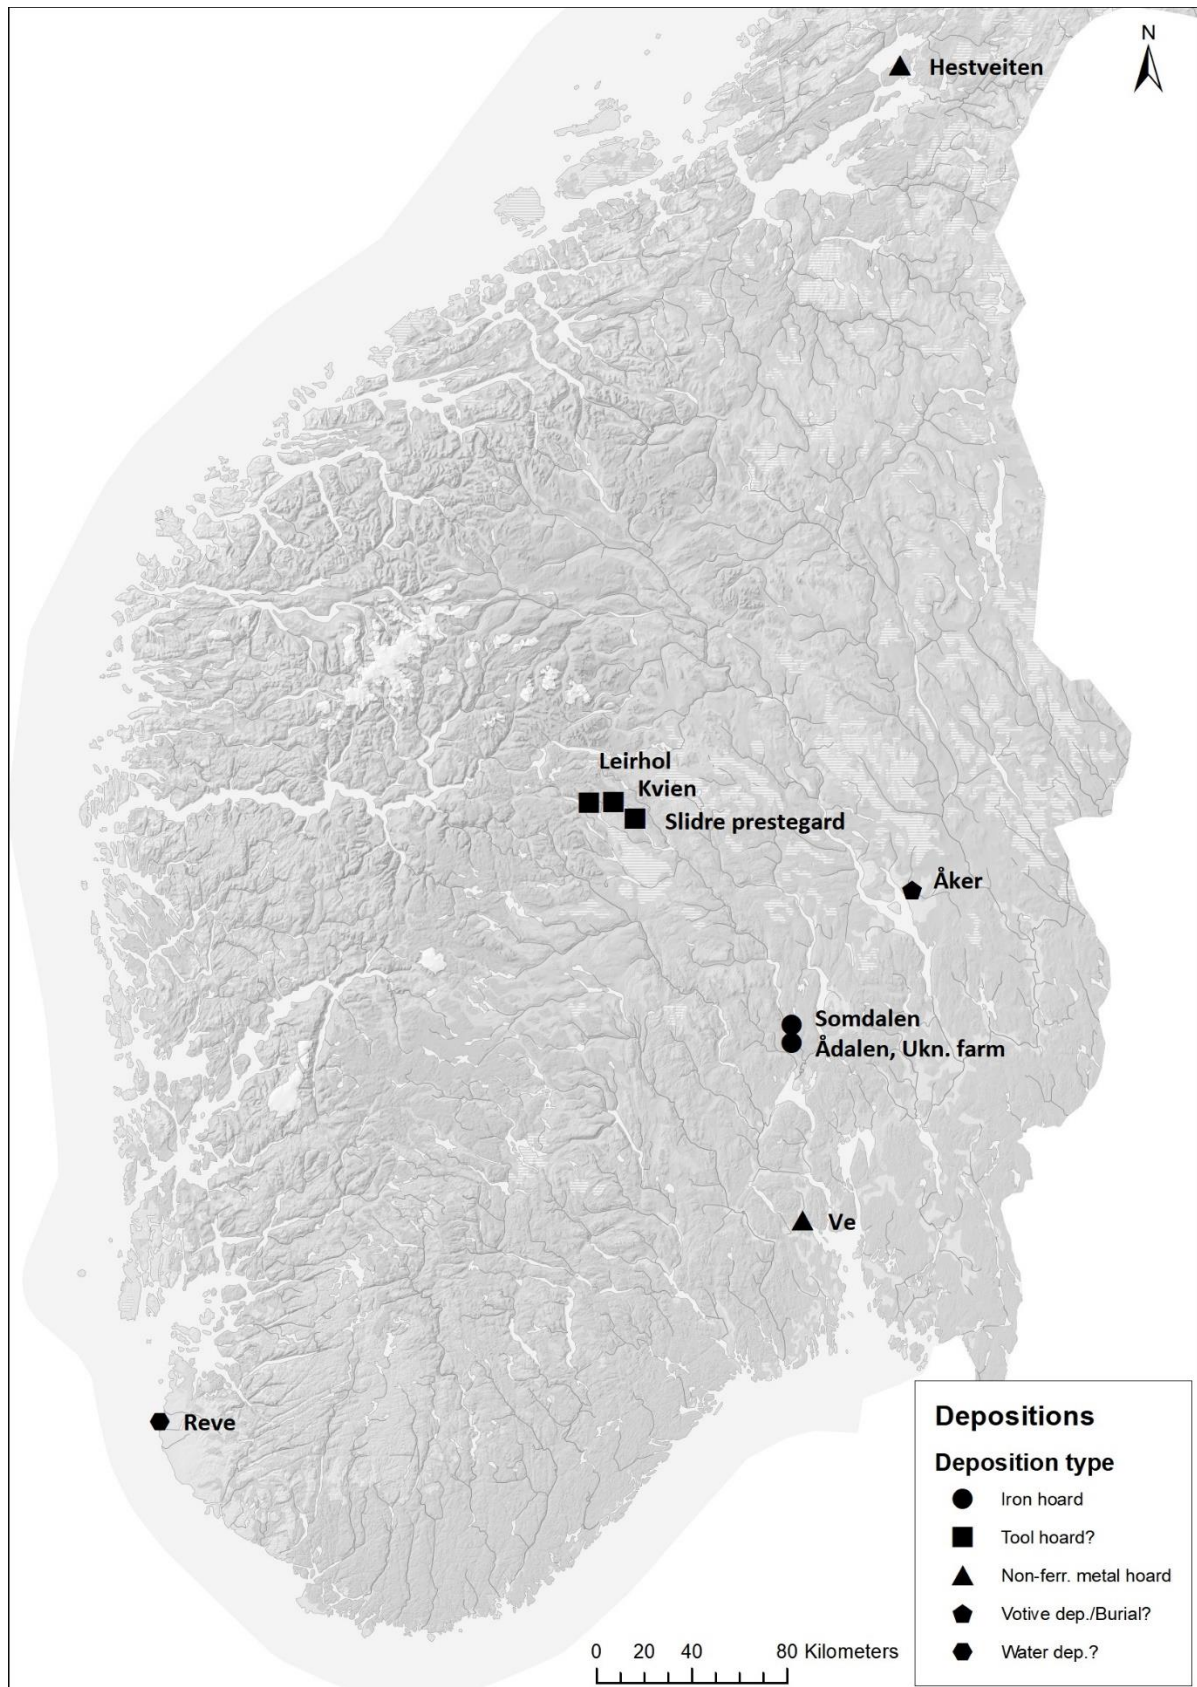 N
Hestveiten
Leirhol
Kvien
Slidre prestegard
Åker
Somdalen
Ådalen, Ukn. farm
Ve
Reve
Depositions
Deposition type
Iron hoard
Tool hoard?
Non-ferr. metal hoard
Votive dep./Burial?
Water dep.?
0 20 40 80 Kilometers